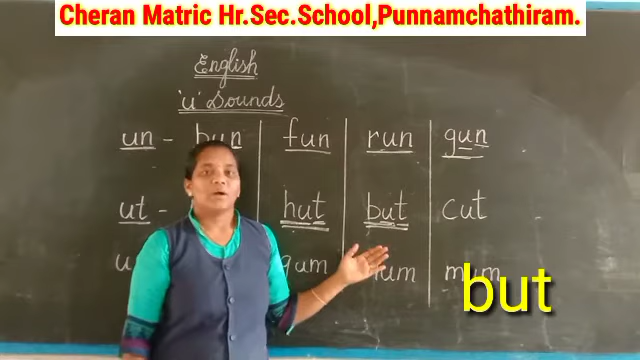 Cheran Matric Hr.Sec.School,Punnamchathiram.
English
'u' Sounds
un - bun fun run gun
ut - hut but cut
gum mum
but